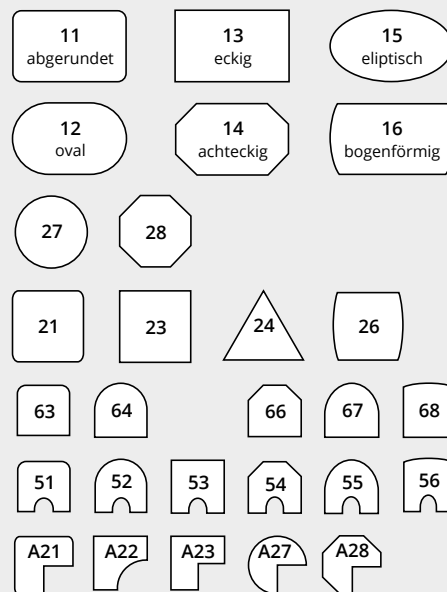 11 13 15
abgerundet eckig eliptisch
12 14 16
oval achteckig bogenförmig
27 28
21 23 24 26
63 64 66 67 68
51 52 53 54 55 56
A21 A22 A23 A27 A28